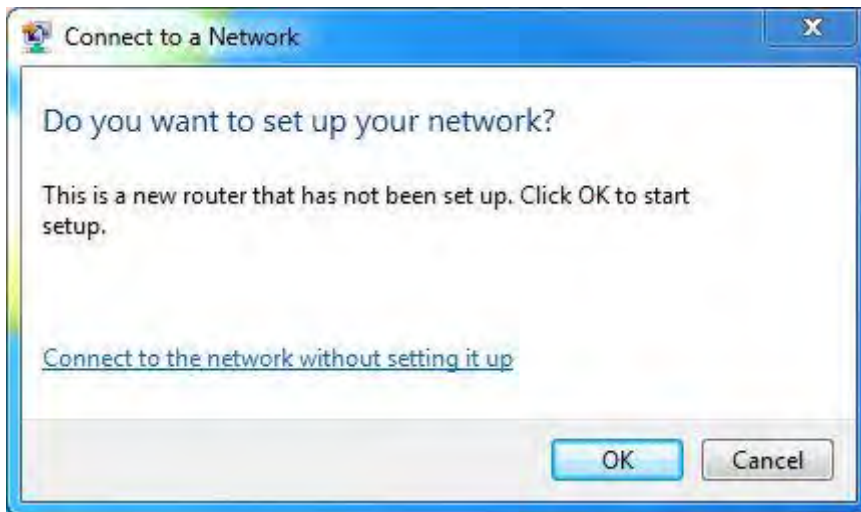 Connect to a Network
Do you want to set up your network?
This is a new router that has not been set up. Click OK to start
setup.
Connect to the network without setting it up
OK
Cancel